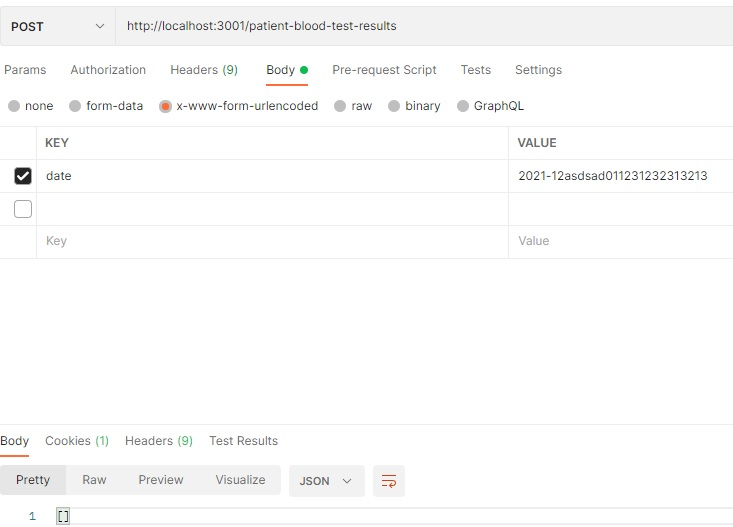 POST http://localhost:3001/patient-blood-test-results
Params Authorization Headers (9) Body Pre-request Script Tests Settings
none form-data x-www-form-urlencoded raw binary GraphQL
KEY VALUE
date 2021-12asdsad011231232313213
Key Value
Body Cookies (1) Headers (9) Test Results
Pretty Raw Preview Visualize JSON
1 []